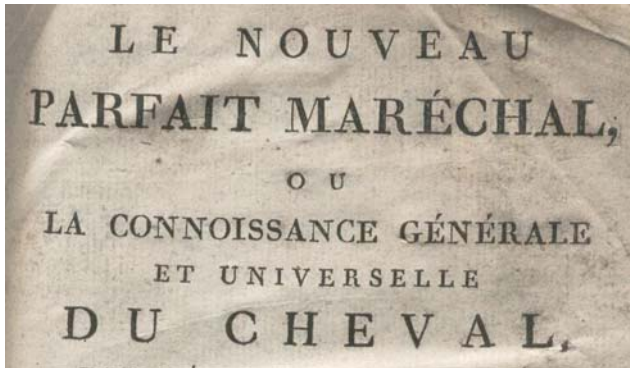 LE NOUVEAU
PARFAIT MARÉCHAL,
OU
LA CONNOISSANCE GÉNÉRALE
ET UNIVERSELLE
DU CHEVAL,